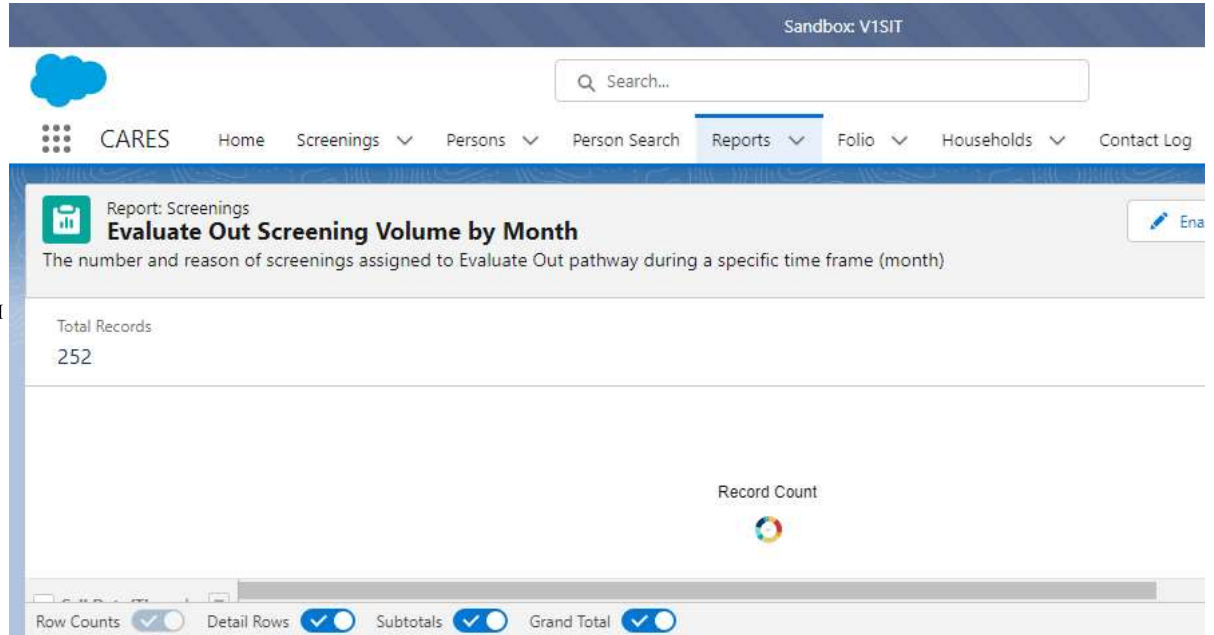 Sandbox: V1SIT
Search...
CARES Home Screenings Persons Person Search Reports Folio Households Contact Log
Report: Screenings
Evaluate Out Screening Volume by Month
Ena
The number and reason of screenings assigned to Evaluate Out pathway during a specific time frame (month)
Total Records
252
Record Count
Row Counts Detail Rows Subtotals Grand Total